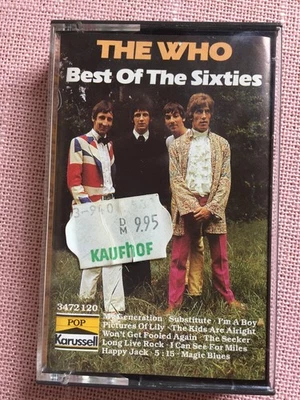 THE WHO
Best Of The Sixties
D
M 9.95
KAUFHOF
3472 120
POP
Karussell
Generation · Substitute · I'm A Boy
Pictures Of Lily · The Kids Are Alright
Won't Get Fooled Again · The Seeker
Long Live Rock · I Can See For Miles
Happy Jack · 5:15 · Magic Blues